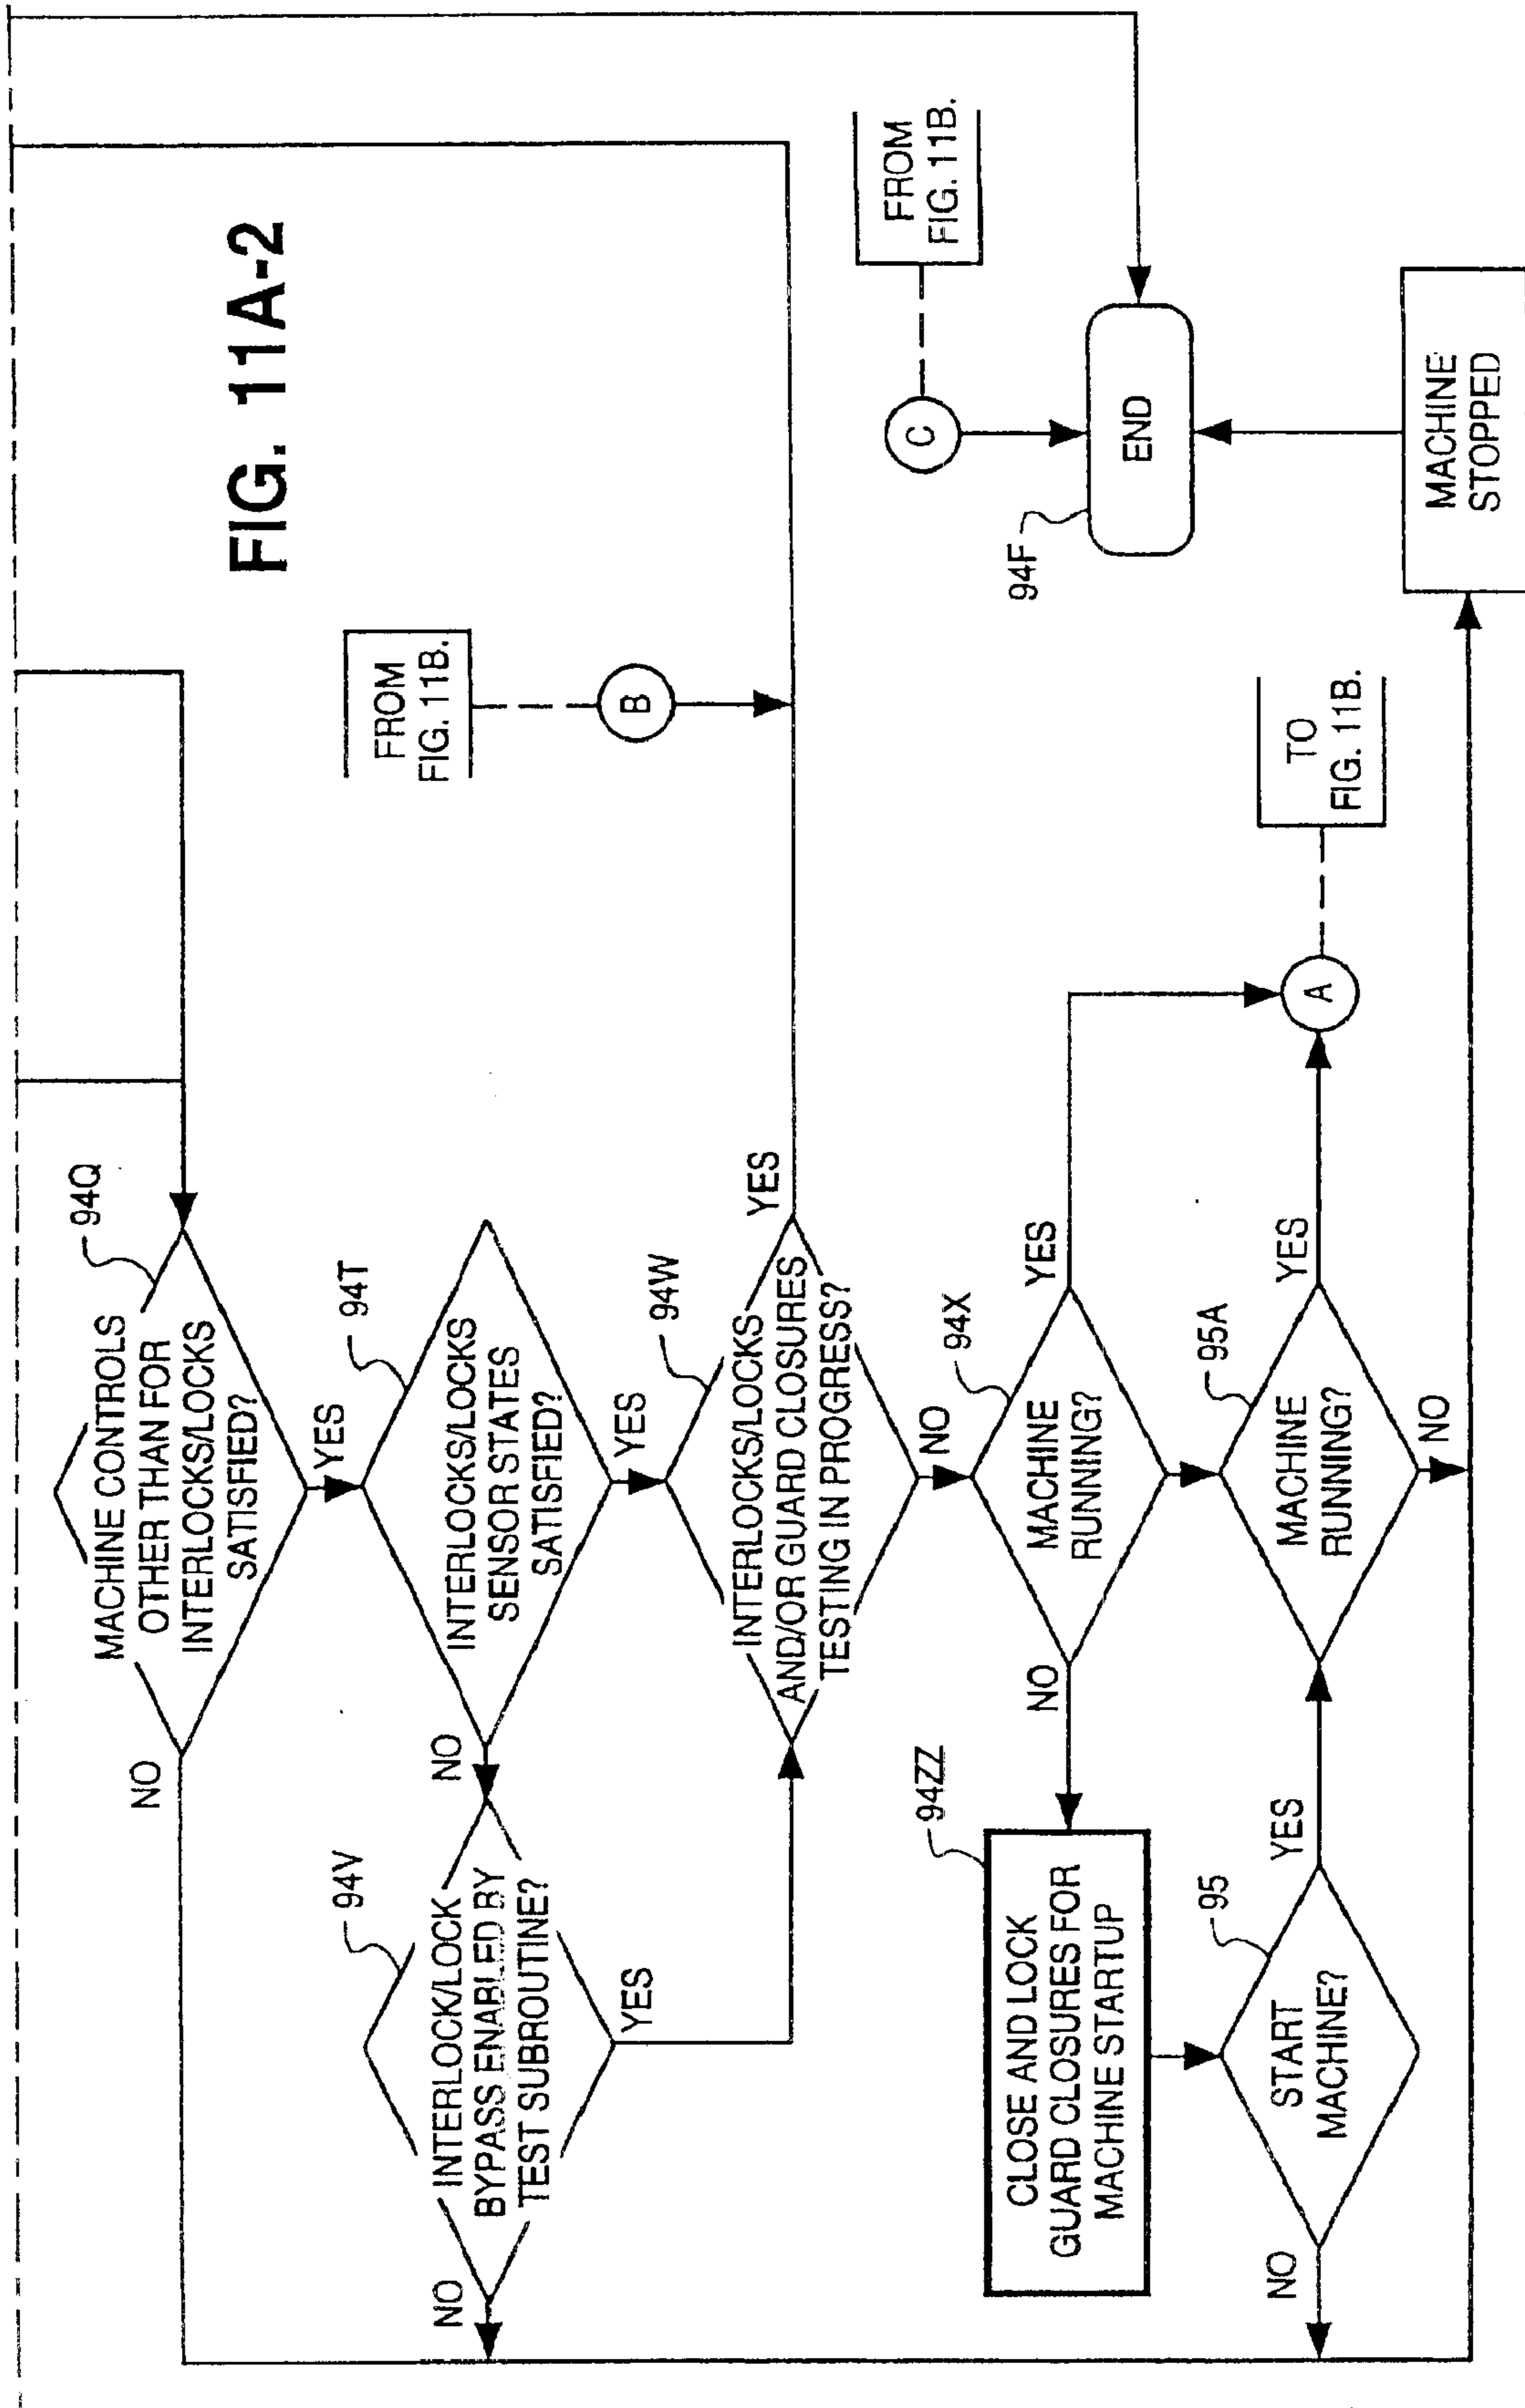 FIG. 11A-2
94Q
MACHINE CONTROLS
OTHER THAN FOR
INTERLOCKS/LOCKS
SATISFIED?
NO
YES
94T
INTERLOCKS/LOCKS
SENSOR STATES
SATISFIED?
NO
YES
94V
INTERLOCK/LOCK
BYPASS ENABLED BY
TEST SUBROUTINE?
NO
YES
94W
INTERLOCKS/LOCKS
AND/OR GUARD CLOSURES
TESTING IN PROGRESS?
YES
NO
FROM
FIG. 11B.
B
94X
MACHINE
RUNNING?
YES
NO
94ZZ
CLOSE AND LOCK
GUARD CLOSURES FOR
MACHINE STARTUP
95
START
MACHINE?
NO
YES
95A
MACHINE
RUNNING?
YES
NO
A
TO
FIG. 11B.
FROM
FIG. 11B.
C
94F
END
MACHINE
STOPPED